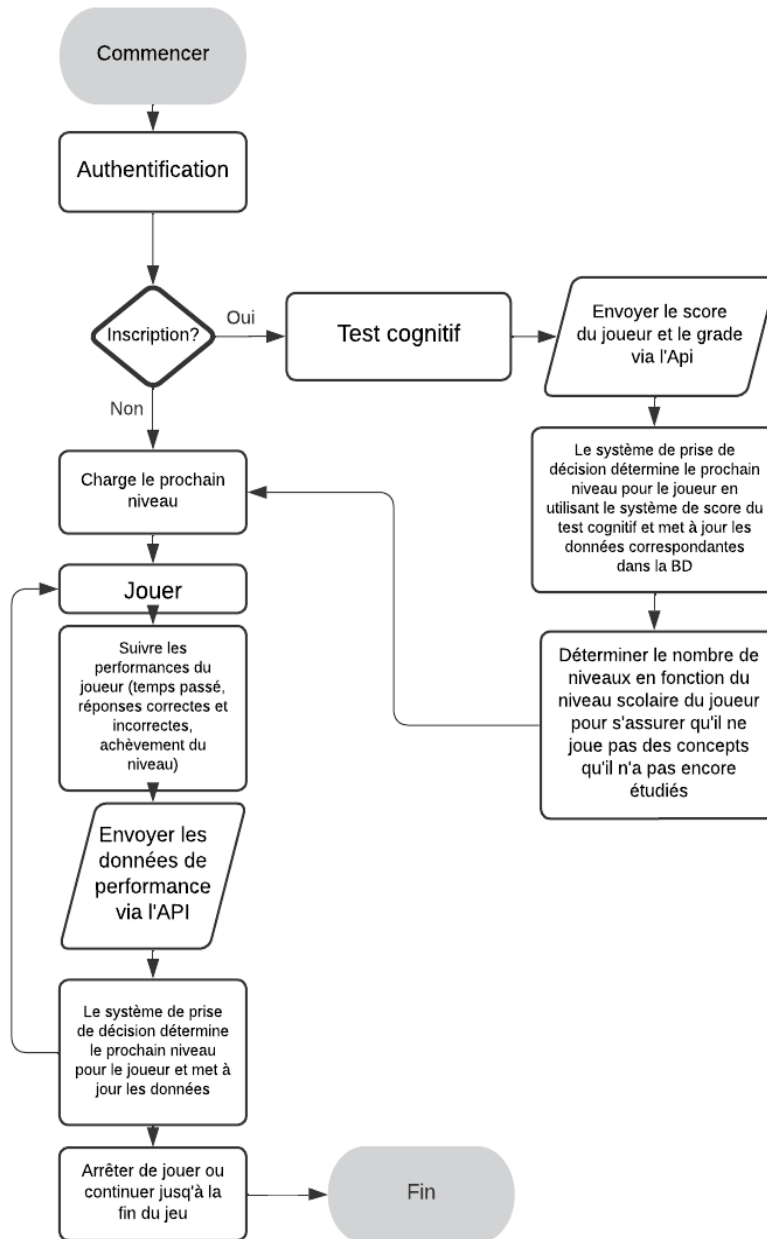 Commencer
Authentification
Inscription?
Oui
Non
Test cognitif
Envoyer le score
du joueur et le grade
via l'Api
Le système de prise de
décision détermine le prochain
niveau pour le joueur en
utilisant le système de score du
test cognitif et met à jour les
données correspondantes
dans la BD
Déterminer le nombre de
niveaux en fonction du
niveau scolaire du joueur
pour s'assurer qu'il ne
joue pas des concepts
qu'il n'a pas encore
étudiés
Charge le prochain
niveau
Jouer
Suivre les
performances du
joueur (temps passé,
réponses correctes et
incorrectes,
achèvement du
niveau)
Envoyer les
données de
performance
via l'API
Le système de prise
de décision détermine
le prochain niveau
pour le joueur et met à
jour les données
Arrêter de jouer ou
continuer jusqu'à la
fin du jeu
Fin